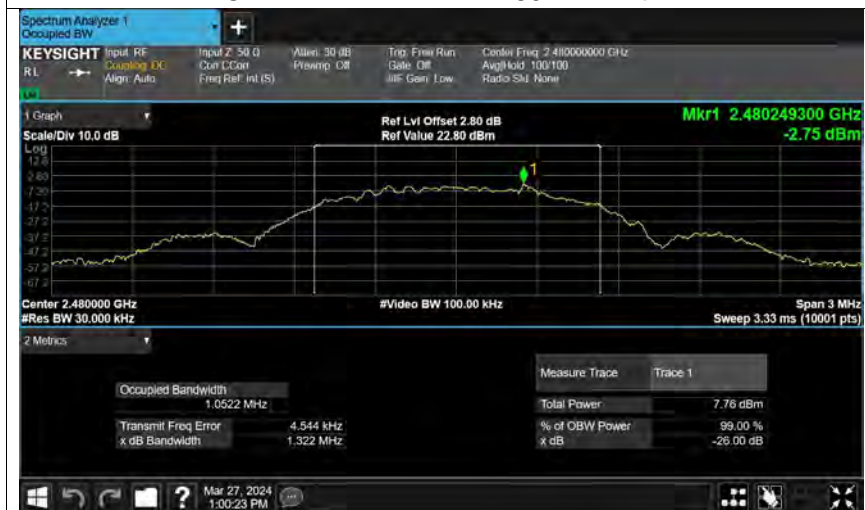 Spectrum Analyzer 1
Occupied BW
+
KEYSIGHT Input: RF Input Z: 50 Ω Atten: 30 dB Trig: Free Run Center Freq: 2.480000000 GHz
RL Coupling: DC Corr CCorr Preamp: Off Gate: Off Avg|Hold: 100/100
Align: Auto Freq Ref: Int (S) #IF Gain: Low Radio Std: None
1 Graph
Ref Lvl Offset 2.80 dB Mkr1 2.480249300 GHz
Scale/Div 10.0 dB Ref Value 22.80 dBm -2.75 dBm
Log
12.8
2.80
-7.20
-17.2
-27.2
-37.2
-47.2
-57.2
-67.2
1
Center 2.480000 GHz #Video BW 100.00 kHz Span 3 MHz
#Res BW 30.000 kHz Sweep 3.33 ms (10001 pts)
2 Metrics
Measure Trace Trace 1
Occupied Bandwidth
1.0522 MHz Total Power 7.76 dBm
Transmit Freq Error 4.544 kHz % of OBW Power 99.00 %
x dB Bandwidth 1.322 MHz x dB -26.00 dB
? Mar 27, 2024
1:00:23 PM